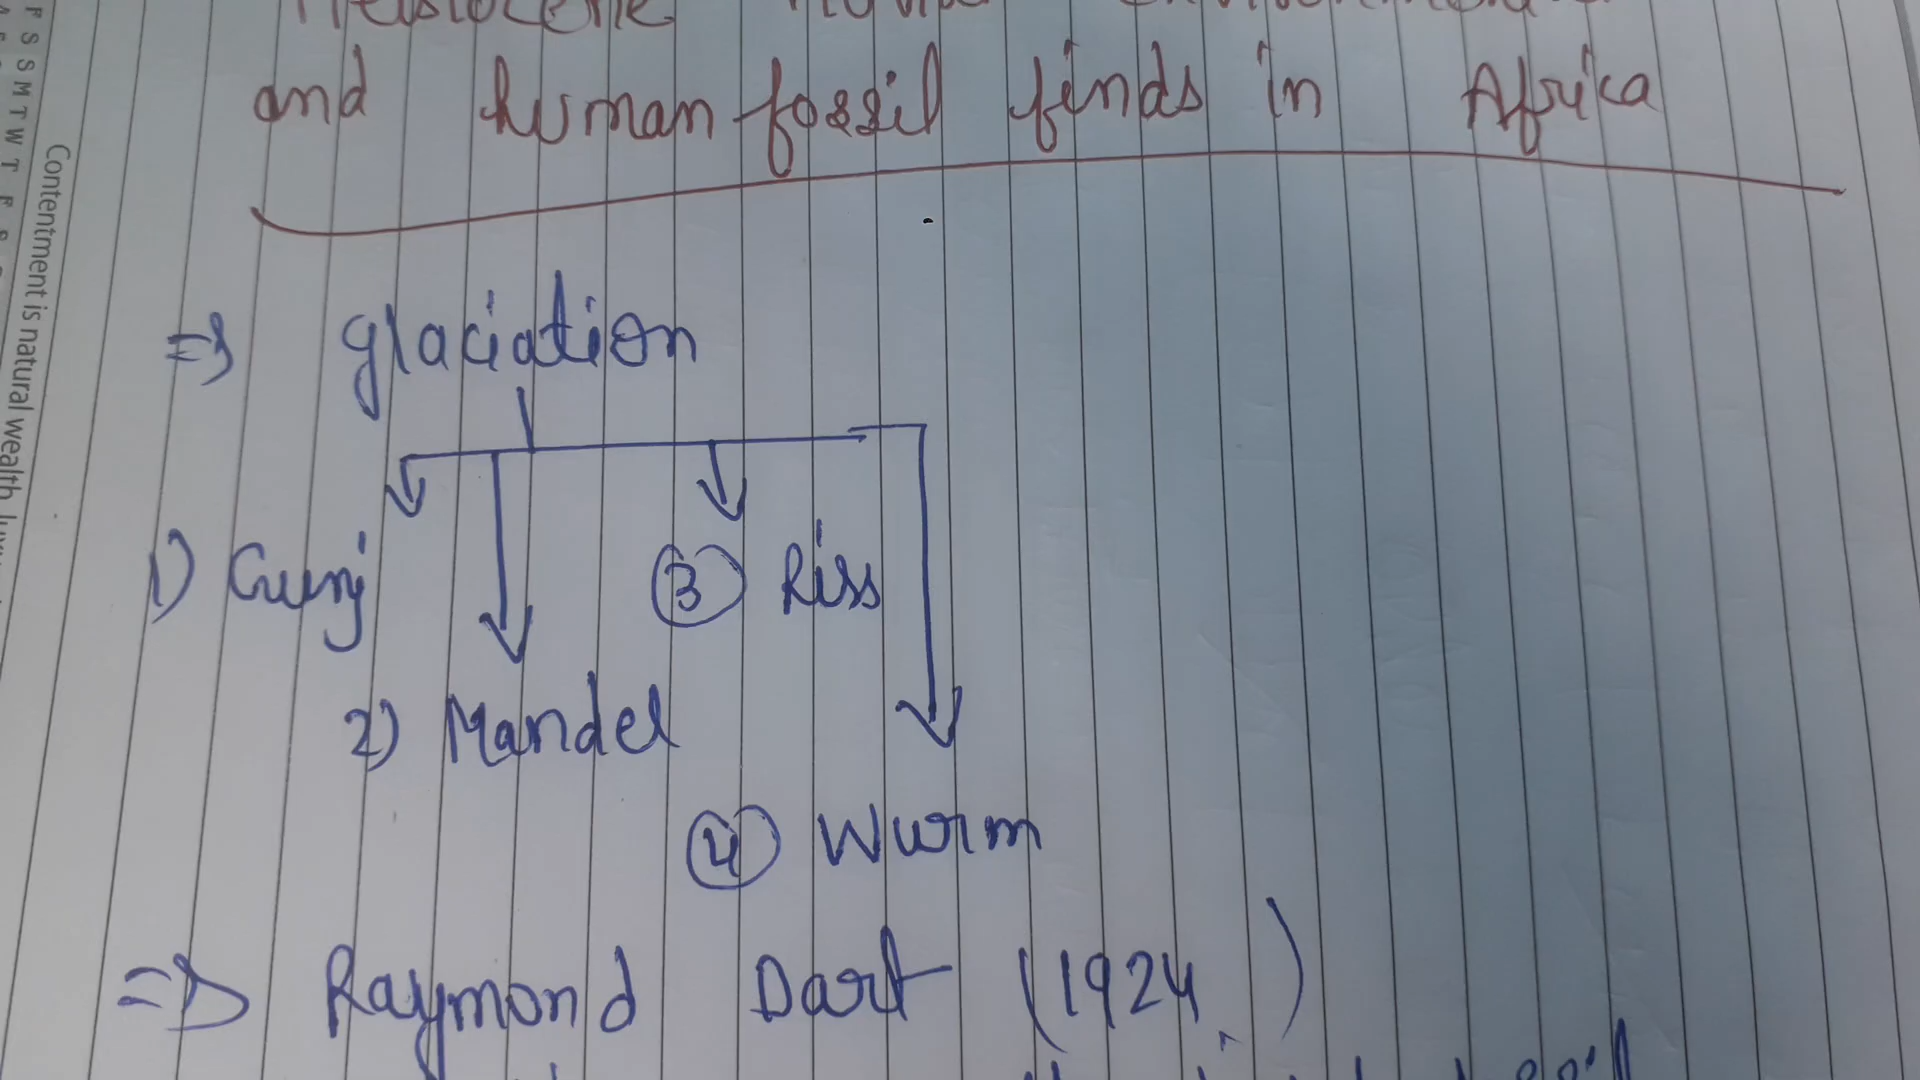 and human fossil finds in Africa
=> glaciation
1) Gunj
3 Riss
2) Mandel
4 Wurm
=> Raymond Dart (1924)
Contentment is natural wealth,
F S S M T W T F